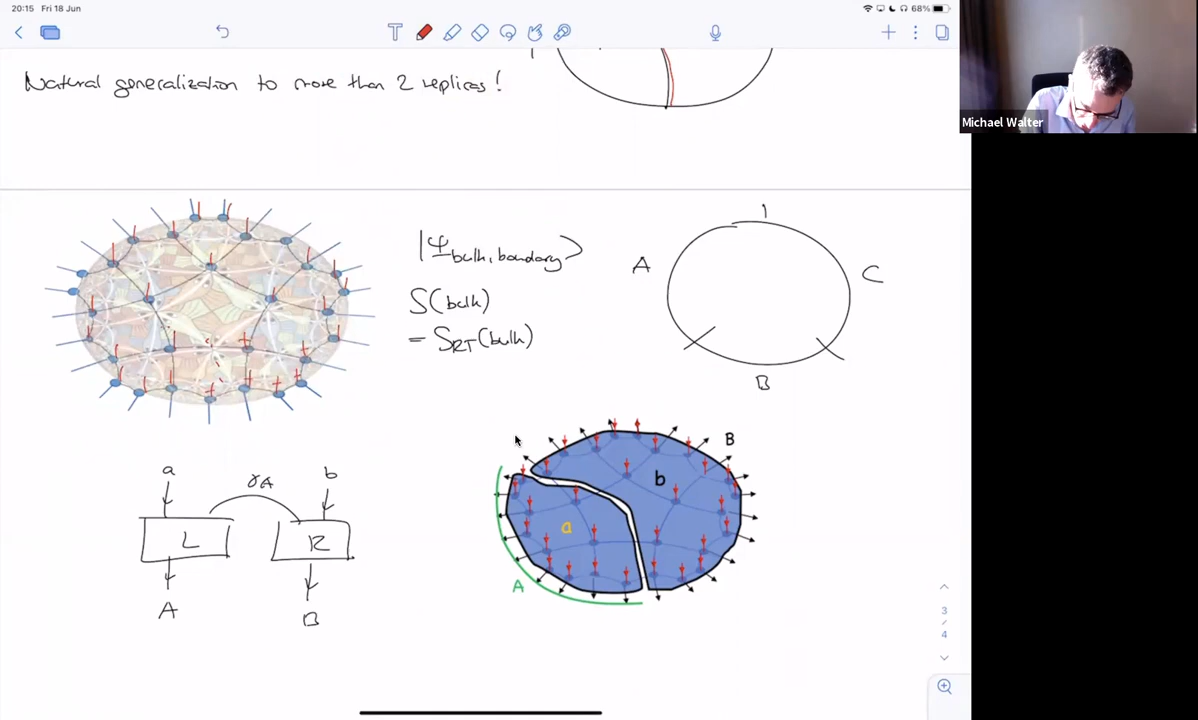 20:15 Fri 18 Jun
68%
Natural generalization to more than 2 replicas!
Michael Walter
|Ψbulk,boundary⟩
S(bulk)
= SRT(bulk)
A
C
B
a
γA
b
L
R
A
B
B
b
a
A
3
/
4